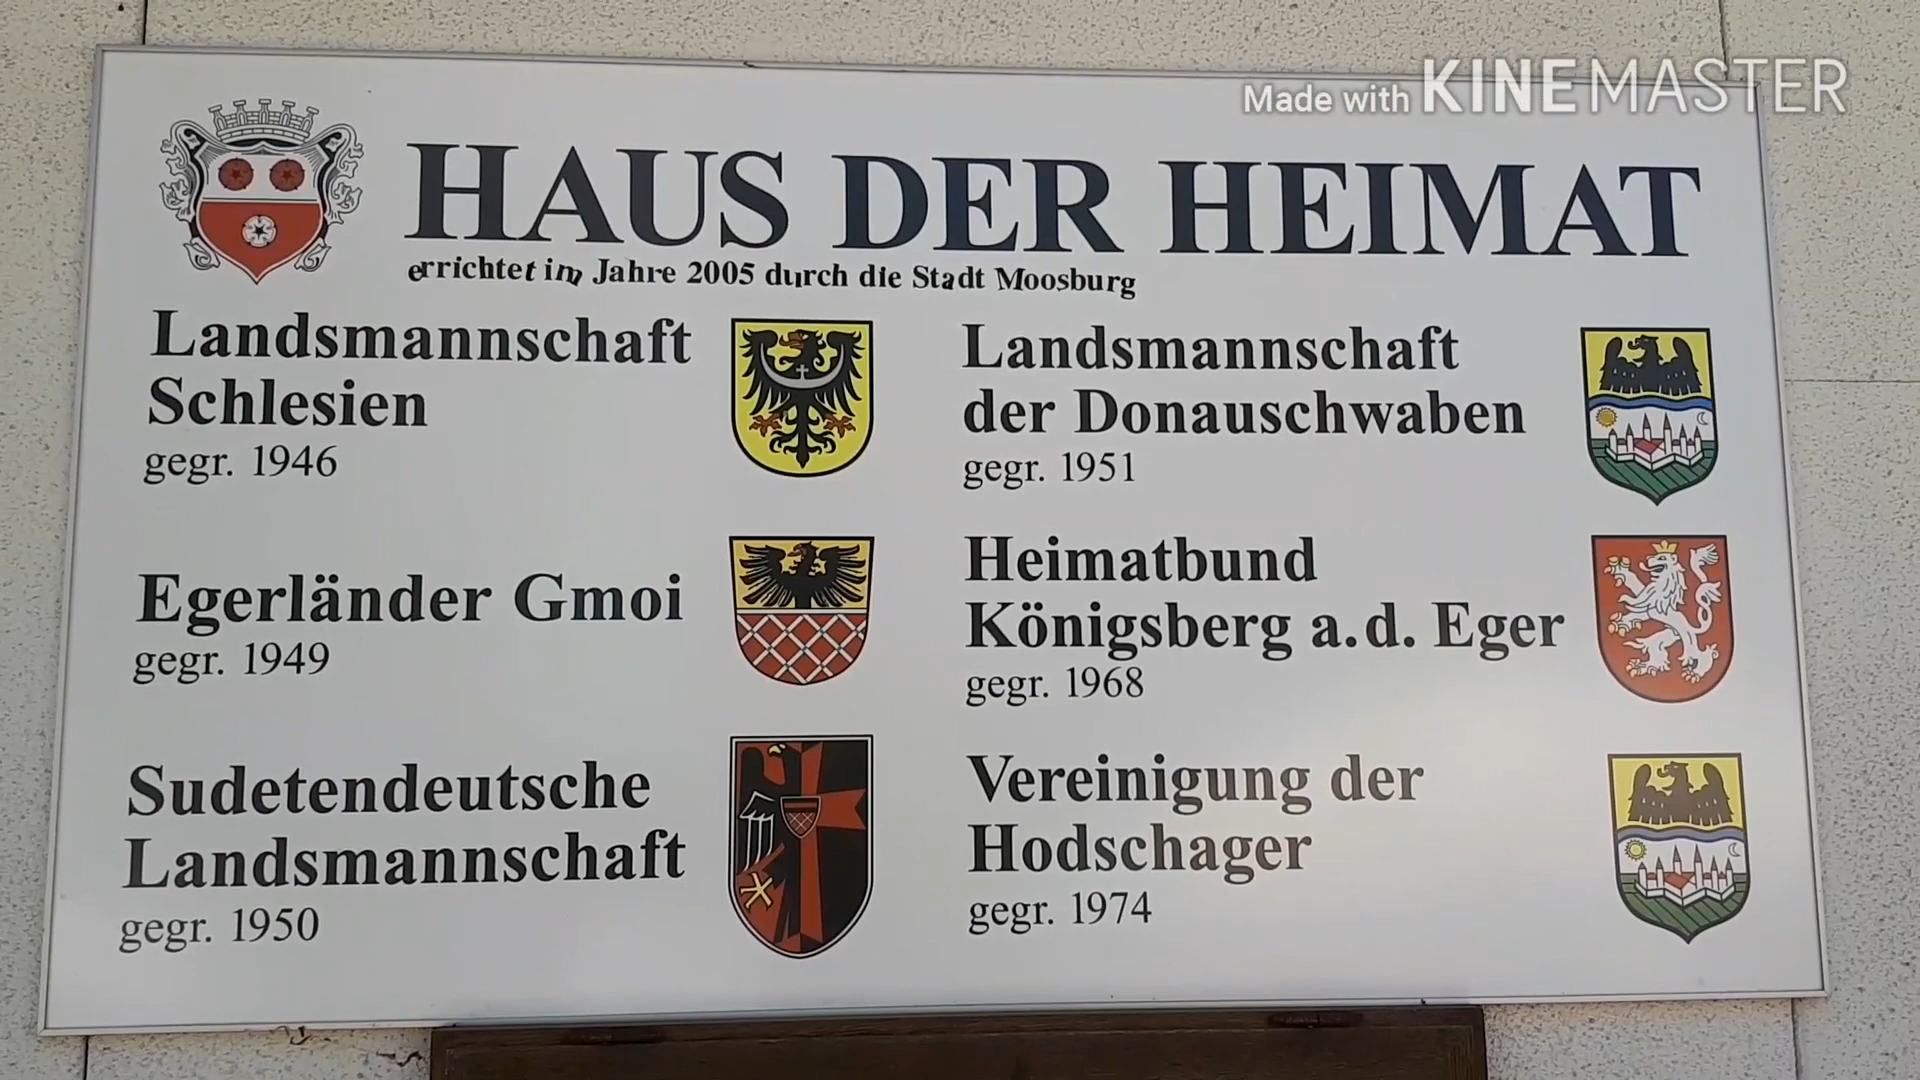 Made with KINEMASTER
HAUS DER HEIMAT
errichtet im Jahre 2005 durch die Stadt Moosburg
Landsmannschaft
Schlesien
gegr. 1946
Egerländer Gmoi
gegr. 1949
Sudetendeutsche
Landsmannschaft
gegr. 1950
Landsmannschaft
der Donauschwaben
gegr. 1951
Heimatbund
Königsberg a.d. Eger
gegr. 1968
Vereinigung der
Hodschager
gegr. 1974